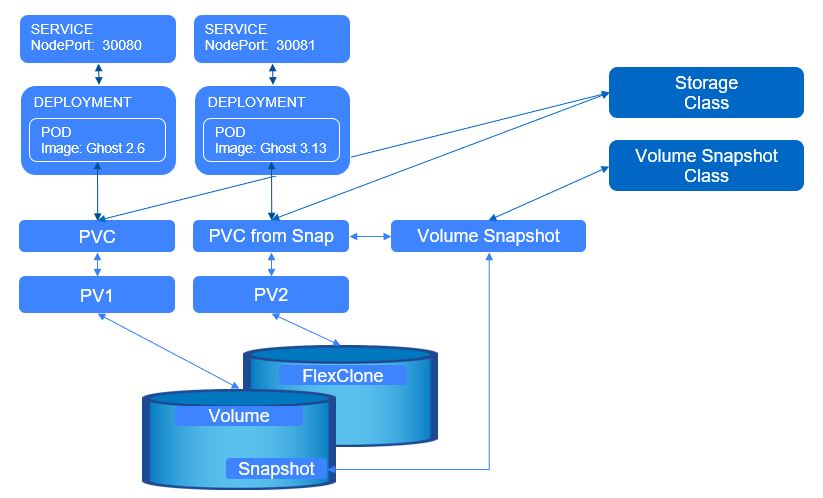 SERVICE
NodePort:  30080
SERVICE
NodePort:  30081
DEPLOYMENT
POD
Image: Ghost 2.6
DEPLOYMENT
POD
Image: Ghost 3.13
Storage
Class
Volume Snapshot
Class
PVC
PVC from Snap
Volume Snapshot
PV1
PV2
FlexClone
Volume
Snapshot